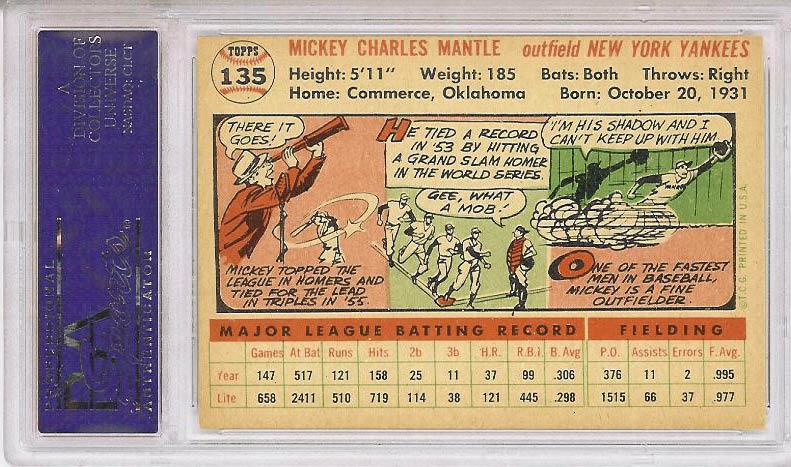 A
DIVISION OF
COLLECTORS
UNIVERSE
NASDAQ: CLCT
PROFESSIONAL
PSA
Sports
AUTHENTICATOR
TOPPS
135
MICKEY CHARLES MANTLE outfield NEW YORK YANKEES
Height: 5'11" Weight: 185 Bats: Both Throws: Right
Home: Commerce, Oklahoma Born: October 20, 1931
THERE IT
GOES!
MICKEY TOPPED THE
LEAGUE IN HOMERS AND
TIED FOR THE LEAD
IN TRIPLES IN '55.
HE TIED A RECORD
IN '53 BY HITTING
A GRAND SLAM HOMER
IN THE WORLD SERIES.
GEE, WHAT
A MOB!
I'M HIS SHADOW AND I
CAN'T KEEP UP WITH HIM.
ONE OF THE FASTEST
MEN IN BASEBALL,
MICKEY IS A FINE
OUTFIELDER.
©T.C.G. PRINTED IN U.S.A.
MAJOR LEAGUE BATTING RECORD FIELDING
Games At Bat Runs Hits 2b 3b H.R. R.B.I. B. Avg P.O. Assists Errors F. Avg.
Year 147 517 121 158 25 11 37 99 .306 376 11 2 .995
Life 658 2411 510 719 114 38 121 445 .298 1515 66 37 .977